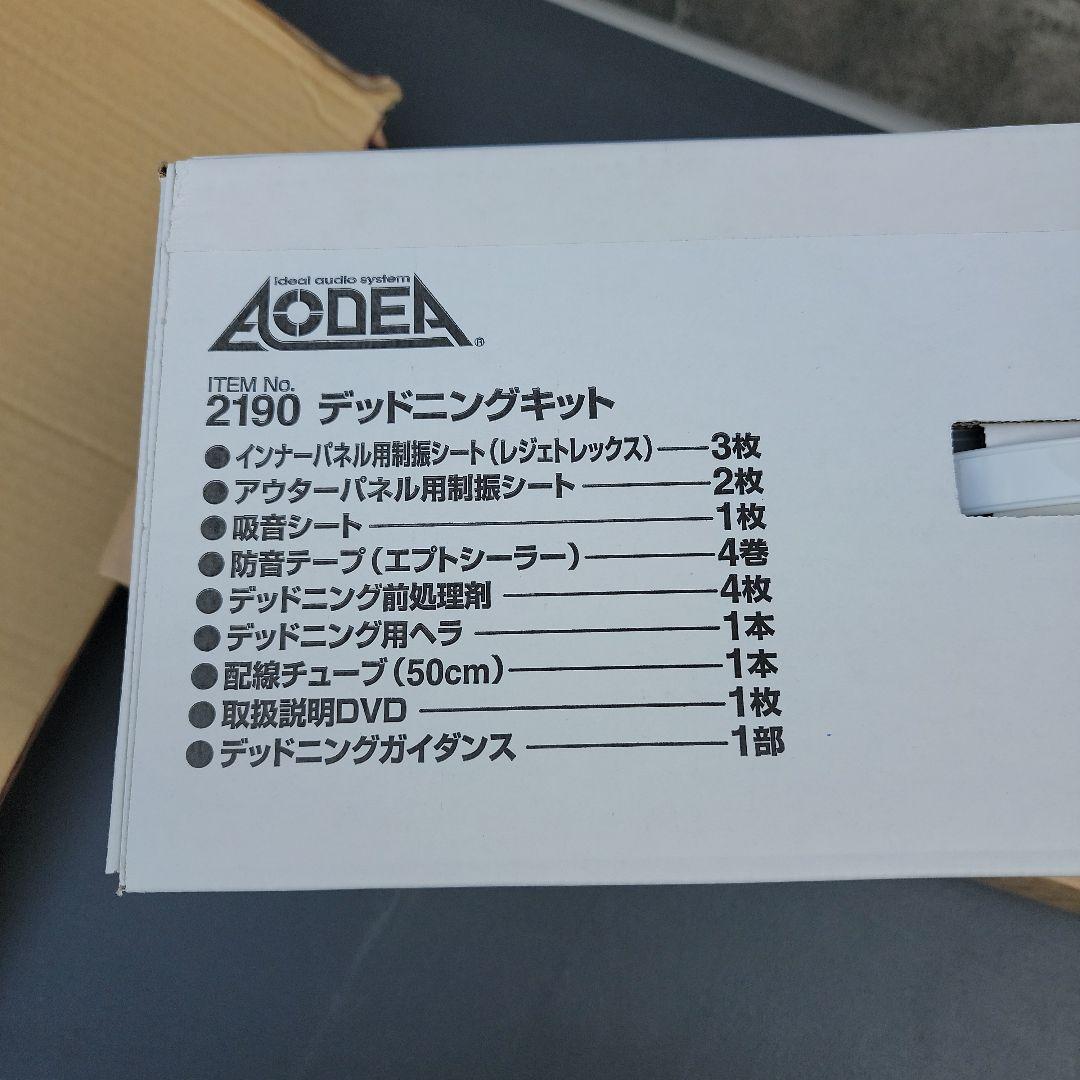 ideal audio system
AODEA®
ITEM No.
2190 デッドニングキット
●インナーパネル用制振シート(レジェトレックス)──3枚
●アウターパネル用制振シート──2枚
●吸音シート──1枚
●防音テープ(エプトシーラー)──4巻
●デッドニング前処理剤──4枚
●デッドニング用ヘラ──1本
●配線チューブ(50cm)──1本
●取扱説明DVD──1枚
●デッドニングガイダンス──1部